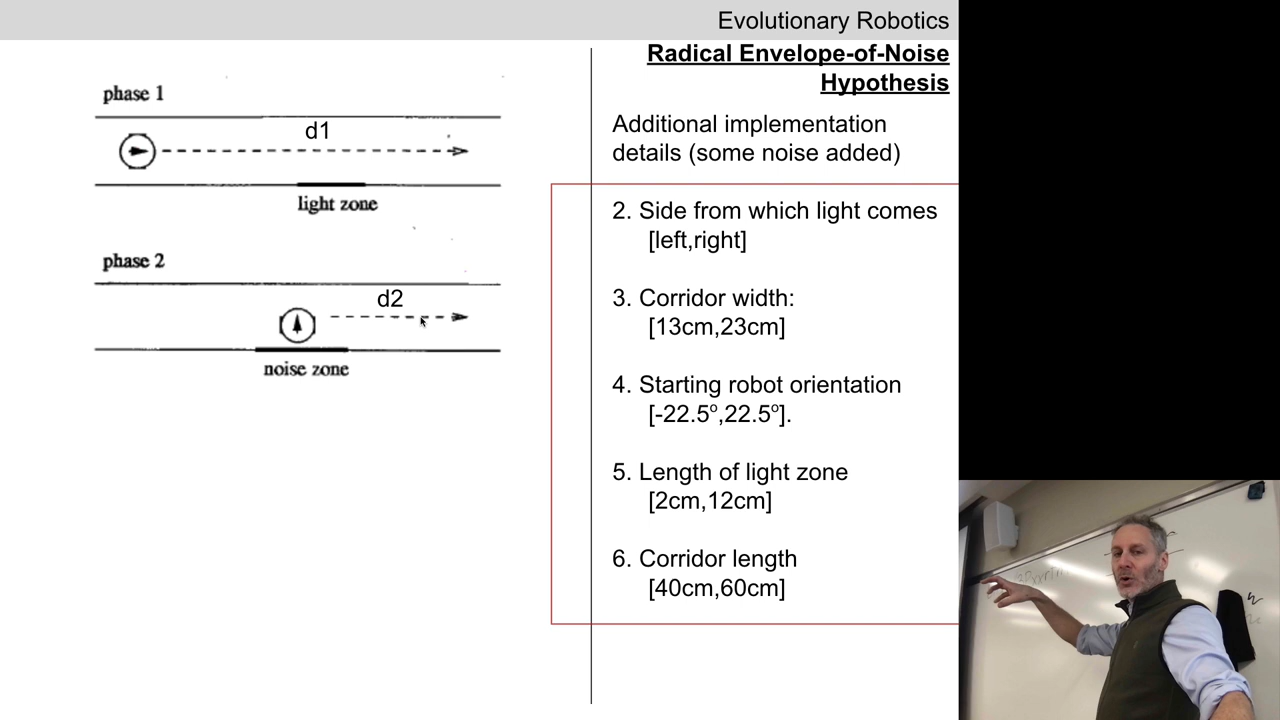 Evolutionary Robotics
Radical Envelope-of-Noise
Hypothesis
phase 1
d1
light zone
phase 2
d2
noise zone
Additional implementation
details (some noise added)
2. Side from which light comes
[left,right]
3. Corridor width:
[13cm,23cm]
4. Starting robot orientation
[-22.5º,22.5º].
5. Length of light zone
[2cm,12cm]
6. Corridor length
[40cm,60cm]